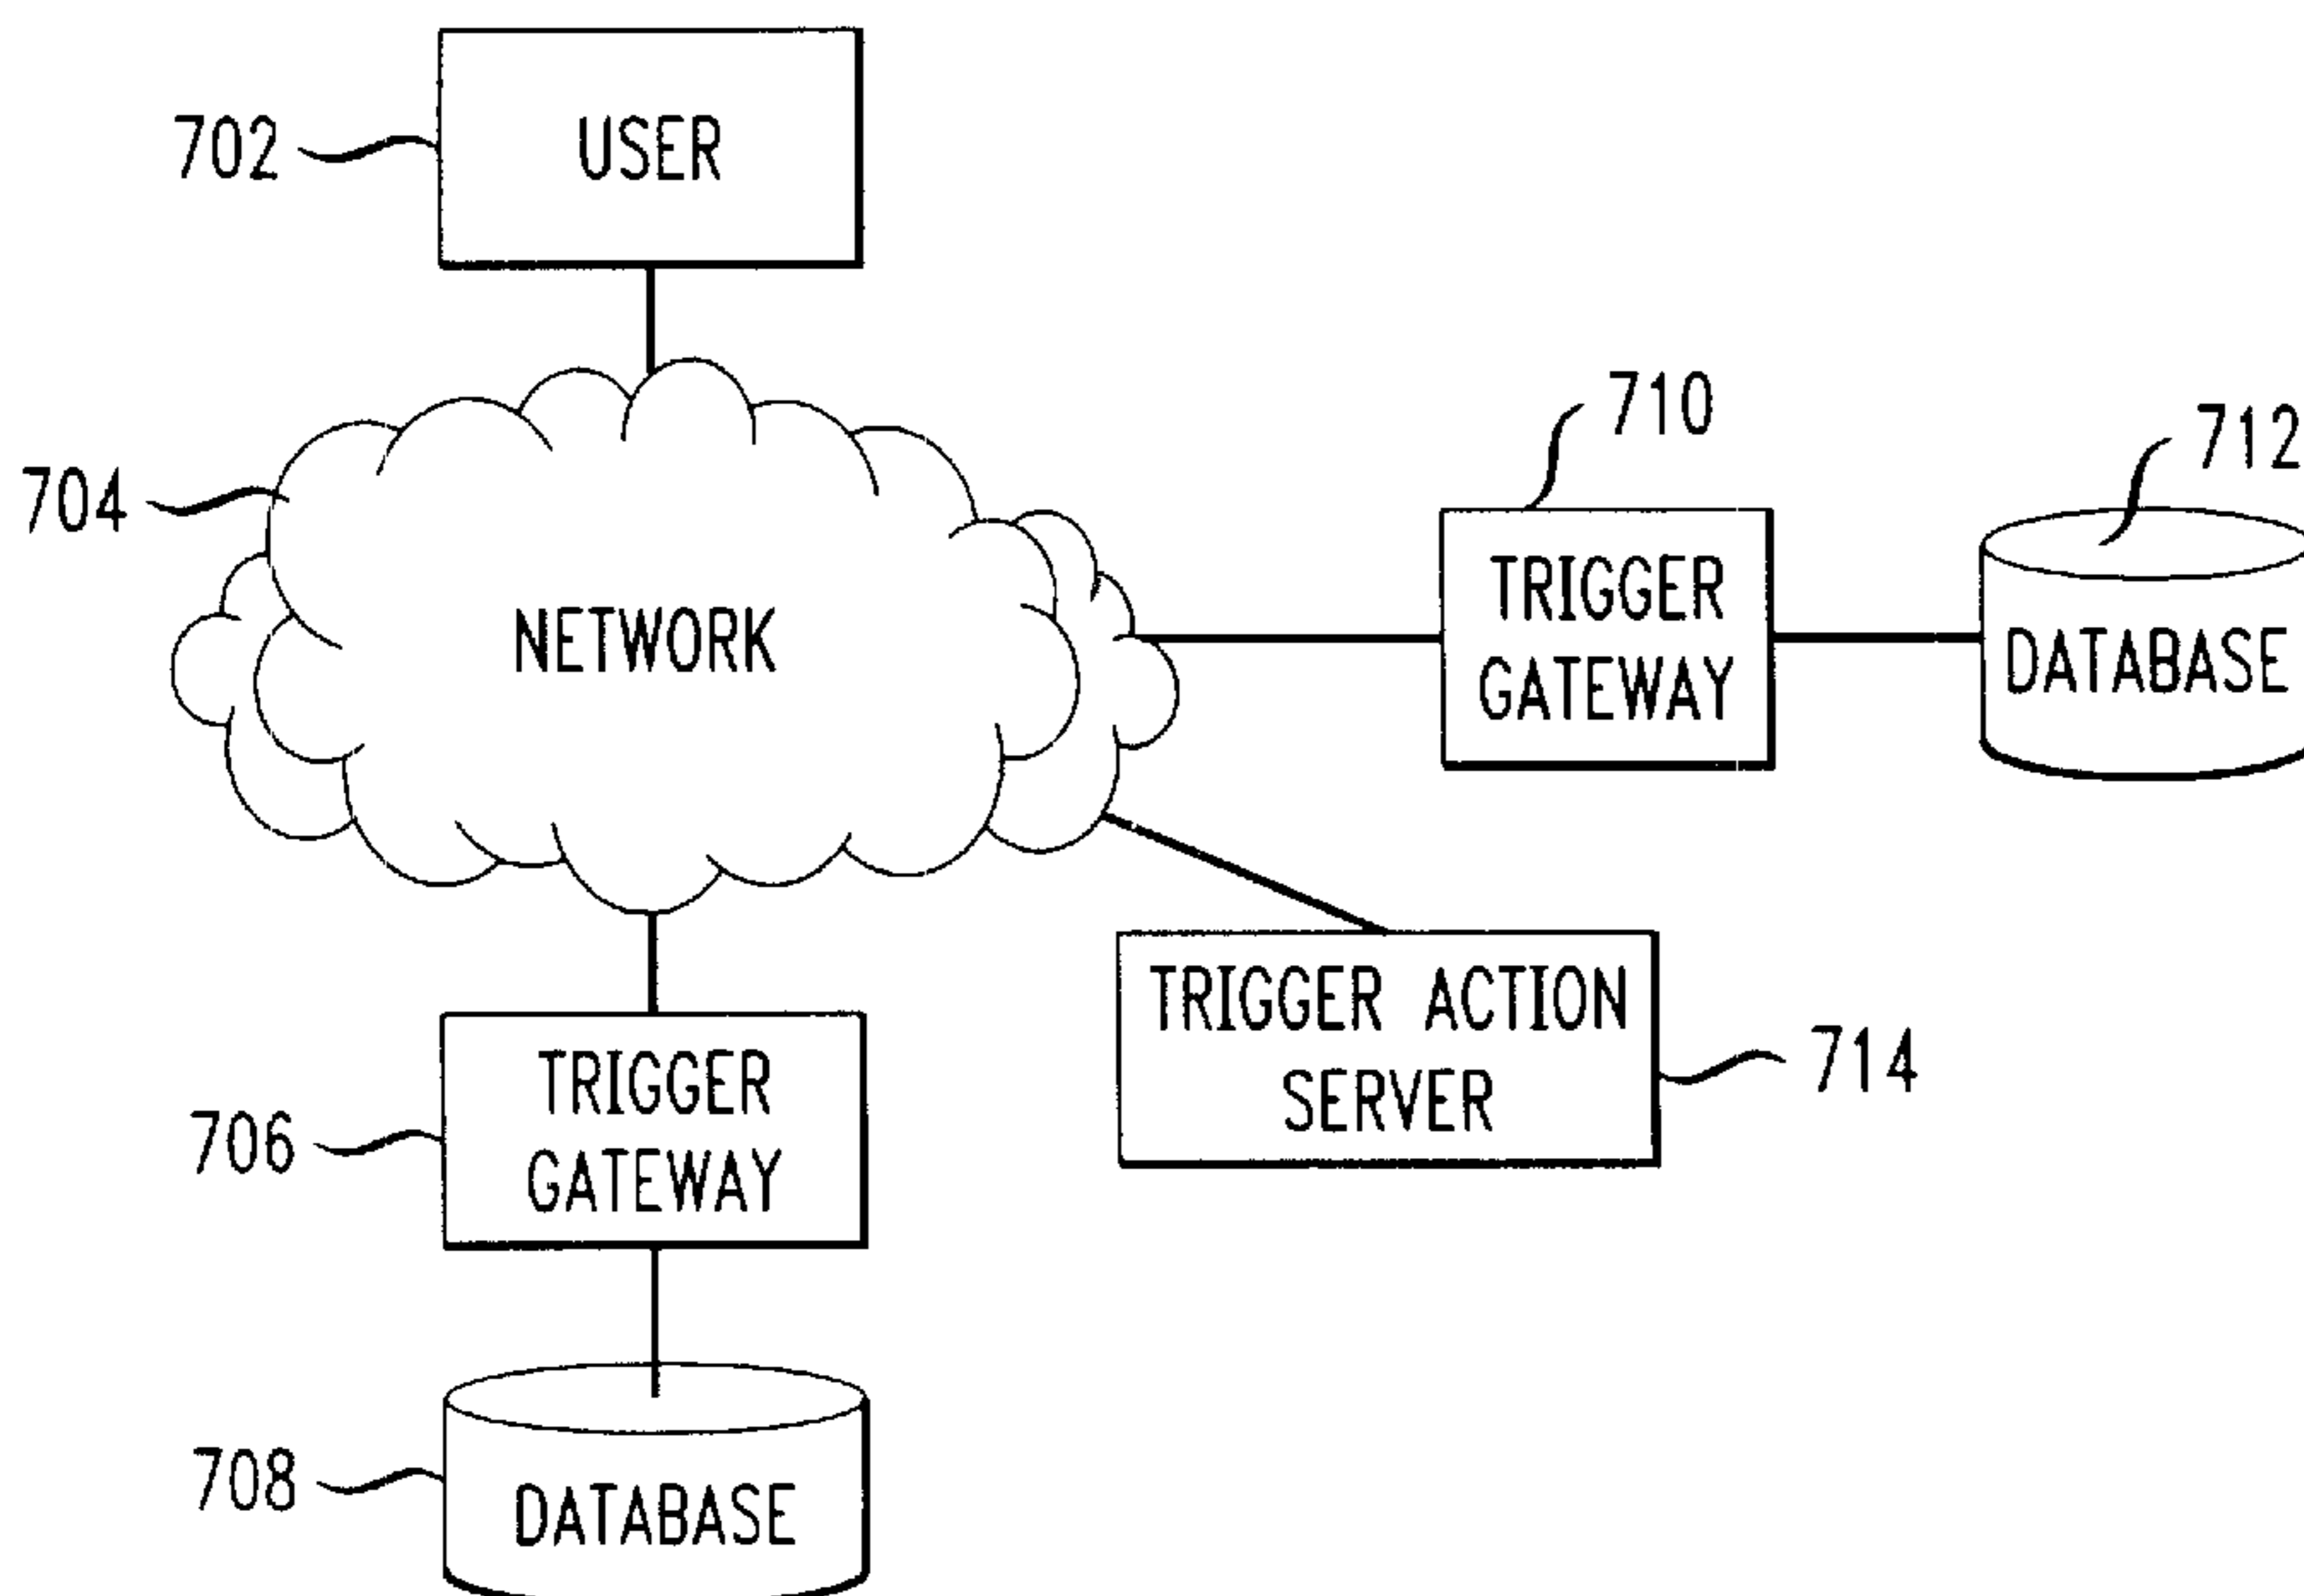 702
USER
710
712
704
NETWORK
TRIGGER
GATEWAY
DATABASE
TRIGGER ACTION
SERVER
714
706
TRIGGER
GATEWAY
708
DATABASE